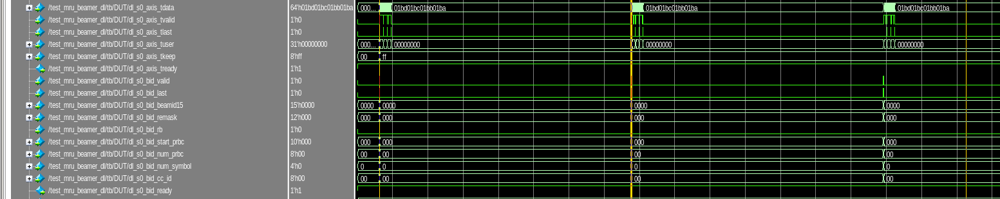 /test_mru_beamer_dl/tb/DUT/dl_s0_axis_tdata 64'h01bd01bc01bb01ba 000... 01bd01bc01bb01ba 01bd01bc01bb01ba 01bd01bc01bb01ba
/test_mru_beamer_dl/tb/DUT/dl_s0_axis_tvalid 1'h0
/test_mru_beamer_dl/tb/DUT/dl_s0_axis_tlast 1'h0
/test_mru_beamer_dl/tb/DUT/dl_s0_axis_tuser 31'h00000000 000... 00000000 00000000 00000000
/test_mru_beamer_dl/tb/DUT/dl_s0_axis_tkeep 8'hff 00 ff
/test_mru_beamer_dl/tb/DUT/dl_s0_axis_tready 1'h1
/test_mru_beamer_dl/tb/DUT/dl_s0_bid_valid 1'h0
/test_mru_beamer_dl/tb/DUT/dl_s0_bid_last 1'h0
/test_mru_beamer_dl/tb/DUT/dl_s0_bid_beamid15 15'h0000 0000 0000 0000 0000
/test_mru_beamer_dl/tb/DUT/dl_s0_bid_remask 12'h000 000 000 000 000
/test_mru_beamer_dl/tb/DUT/dl_s0_bid_rb 1'h0
/test_mru_beamer_dl/tb/DUT/dl_s0_bid_start_prbc 10'h000 000 000 000 000
/test_mru_beamer_dl/tb/DUT/dl_s0_bid_num_prbc 8'h00 00 00 00 00
/test_mru_beamer_dl/tb/DUT/dl_s0_bid_num_symbol 4'h0 0 0 0 0
/test_mru_beamer_dl/tb/DUT/dl_s0_bid_cc_id 8'h00 00 00 00 00
/test_mru_beamer_dl/tb/DUT/dl_s0_bid_ready 1'h1